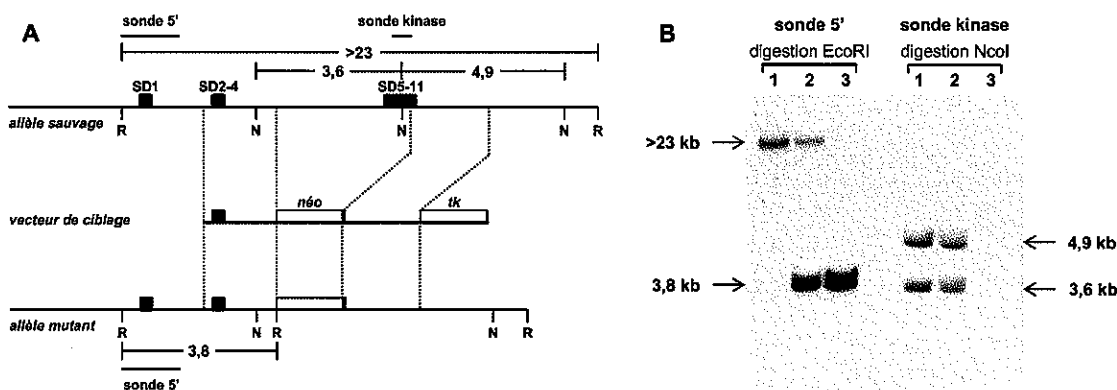 A
sonde 5'
sonde kinase
>23
3,6
4,9
SD1
SD2-4
SD5-11
allèle sauvage
R
N
R
N
N
R
néo
tk
vecteur de ciblage
allèle mutant
R
N
R
N
R
3,8
sonde 5'
B
sonde 5'
sonde kinase
digestion EcoRI
digestion NcoI
1 2 3
1 2 3
>23 kb
4,9 kb
3,8 kb
3,6 kb